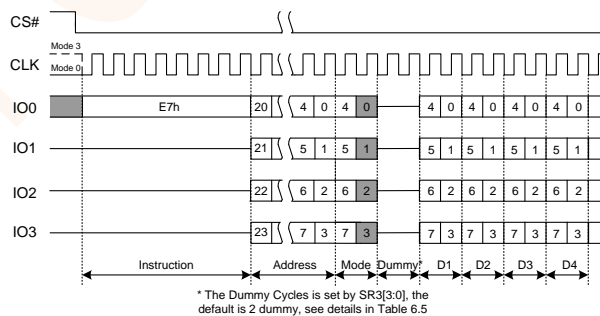 CS#
Mode 3
CLK
Mode 0
IO0 E7h 20 4 0 4 0 4 0 4 0 4 0 4 0
IO1 21 5 1 5 1 5 1 5 1 5 1 5 1
IO2 22 6 2 6 2 6 2 6 2 6 2 6 2
IO3 23 7 3 7 3 7 3 7 3 7 3 7 3
Instruction Address Mode Dummy* D1 D2 D3 D4
* The Dummy Cycles is set by SR3[3:0], the
default is 2 dummy, see details in Table 6.5